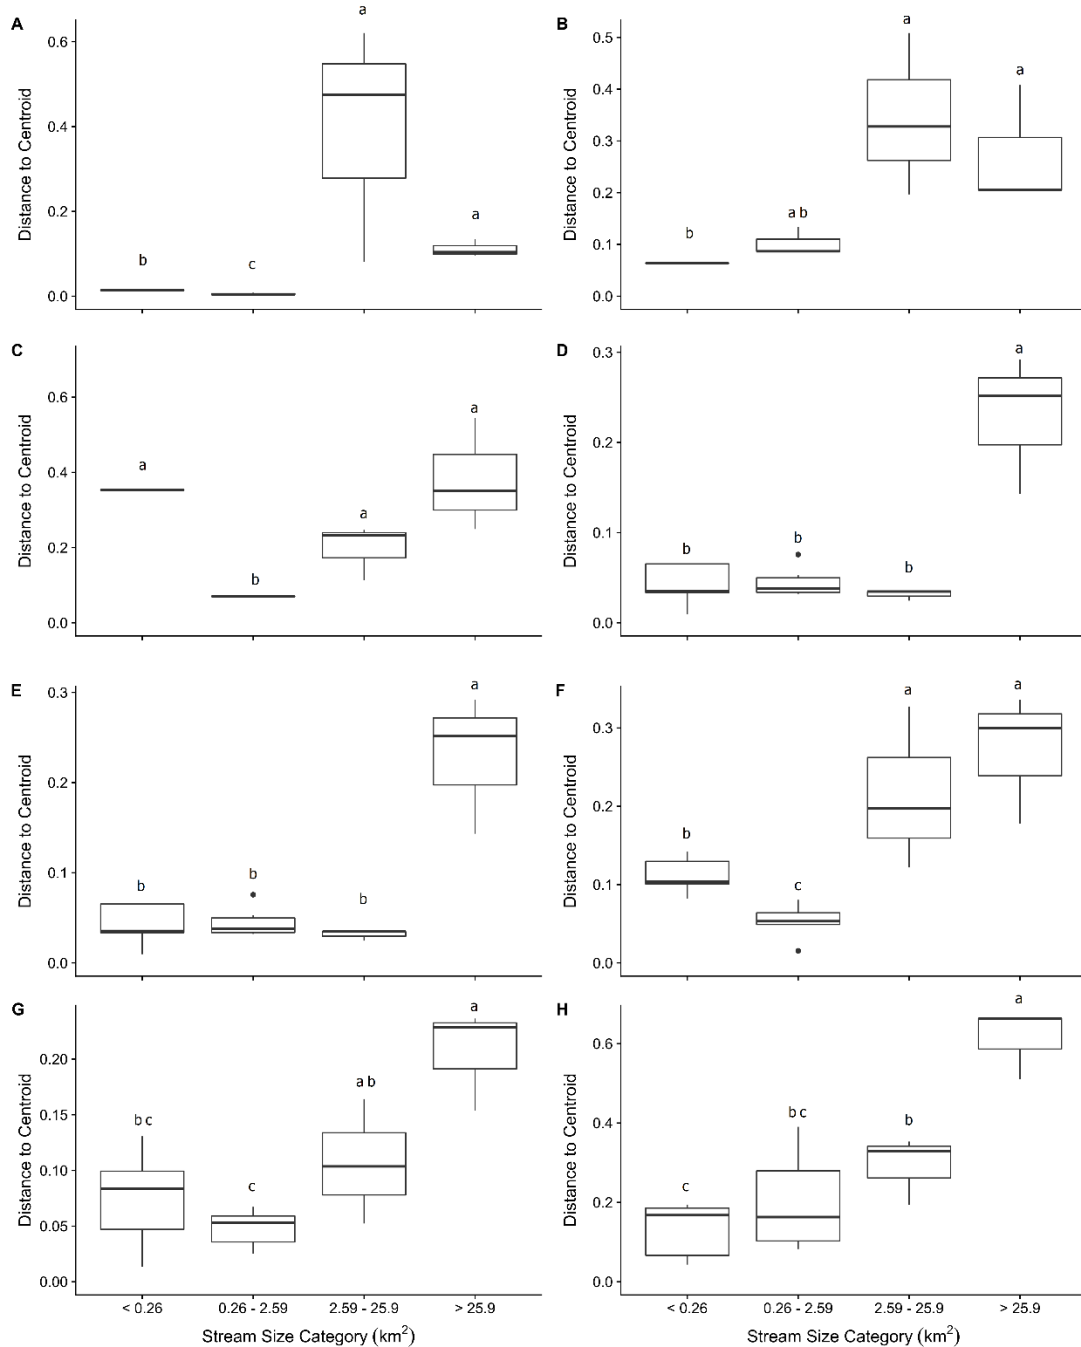 A
Distance to Centroid
0.6
0.4
0.2
0.0
b
c
a
a
B
Distance to Centroid
0.5
0.4
0.3
0.2
0.1
0.0
b
a b
a
a
C
Distance to Centroid
0.6
0.4
0.2
0.0
a
b
a
a
D
Distance to Centroid
0.3
0.2
0.1
0.0
b
b
b
a
E
Distance to Centroid
0.3
0.2
0.1
0.0
b
b
b
a
F
Distance to Centroid
0.3
0.2
0.1
0.0
b
c
a
a
G
Distance to Centroid
0.20
0.15
0.10
0.05
0.00
b c
c
a b
a
< 0.26
0.26 - 2.59
2.59 - 25.9
> 25.9
Stream Size Category (km²)
H
Distance to Centroid
0.6
0.4
0.2
0.0
c
b c
b
a
< 0.26
0.26 - 2.59
2.59 - 25.9
> 25.9
Stream Size Category (km²)